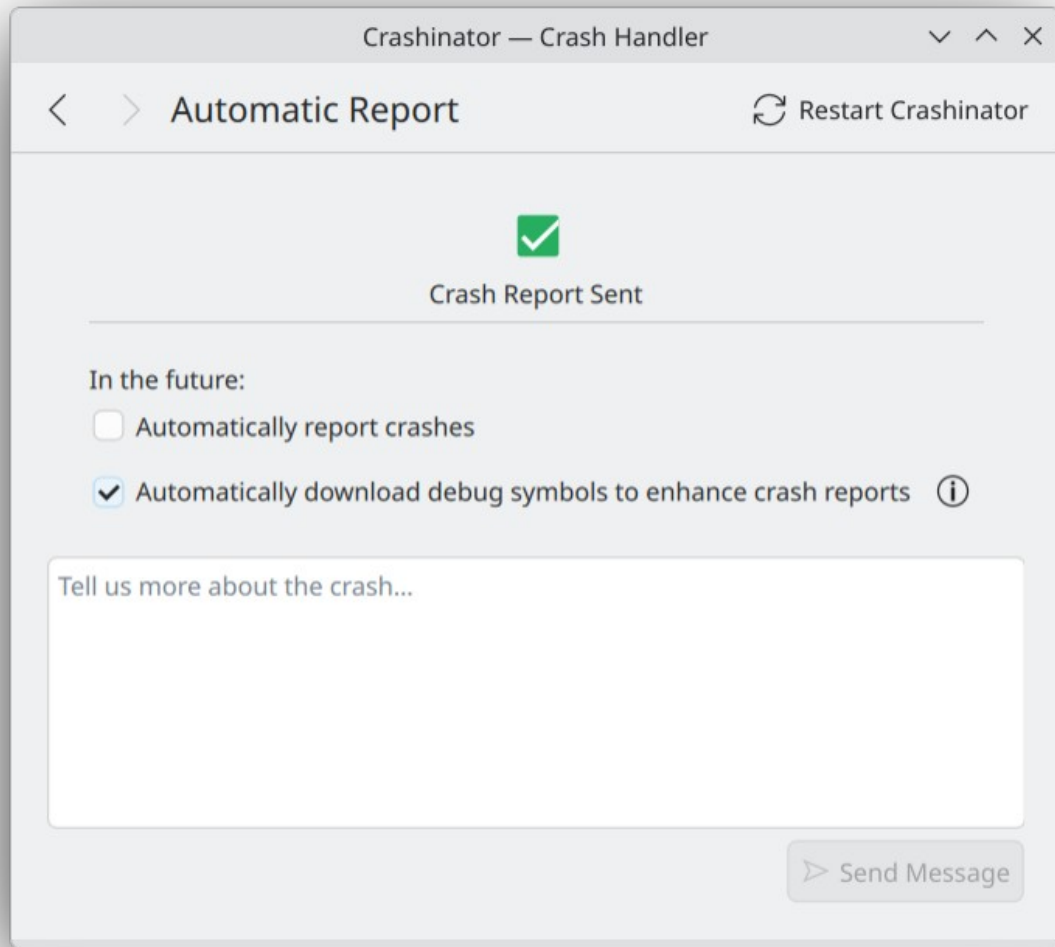 Crashinator — Crash Handler
Automatic Report
Restart Crashinator
Crash Report Sent
In the future:
Automatically report crashes
Automatically download debug symbols to enhance crash reports
Tell us more about the crash...
Send Message